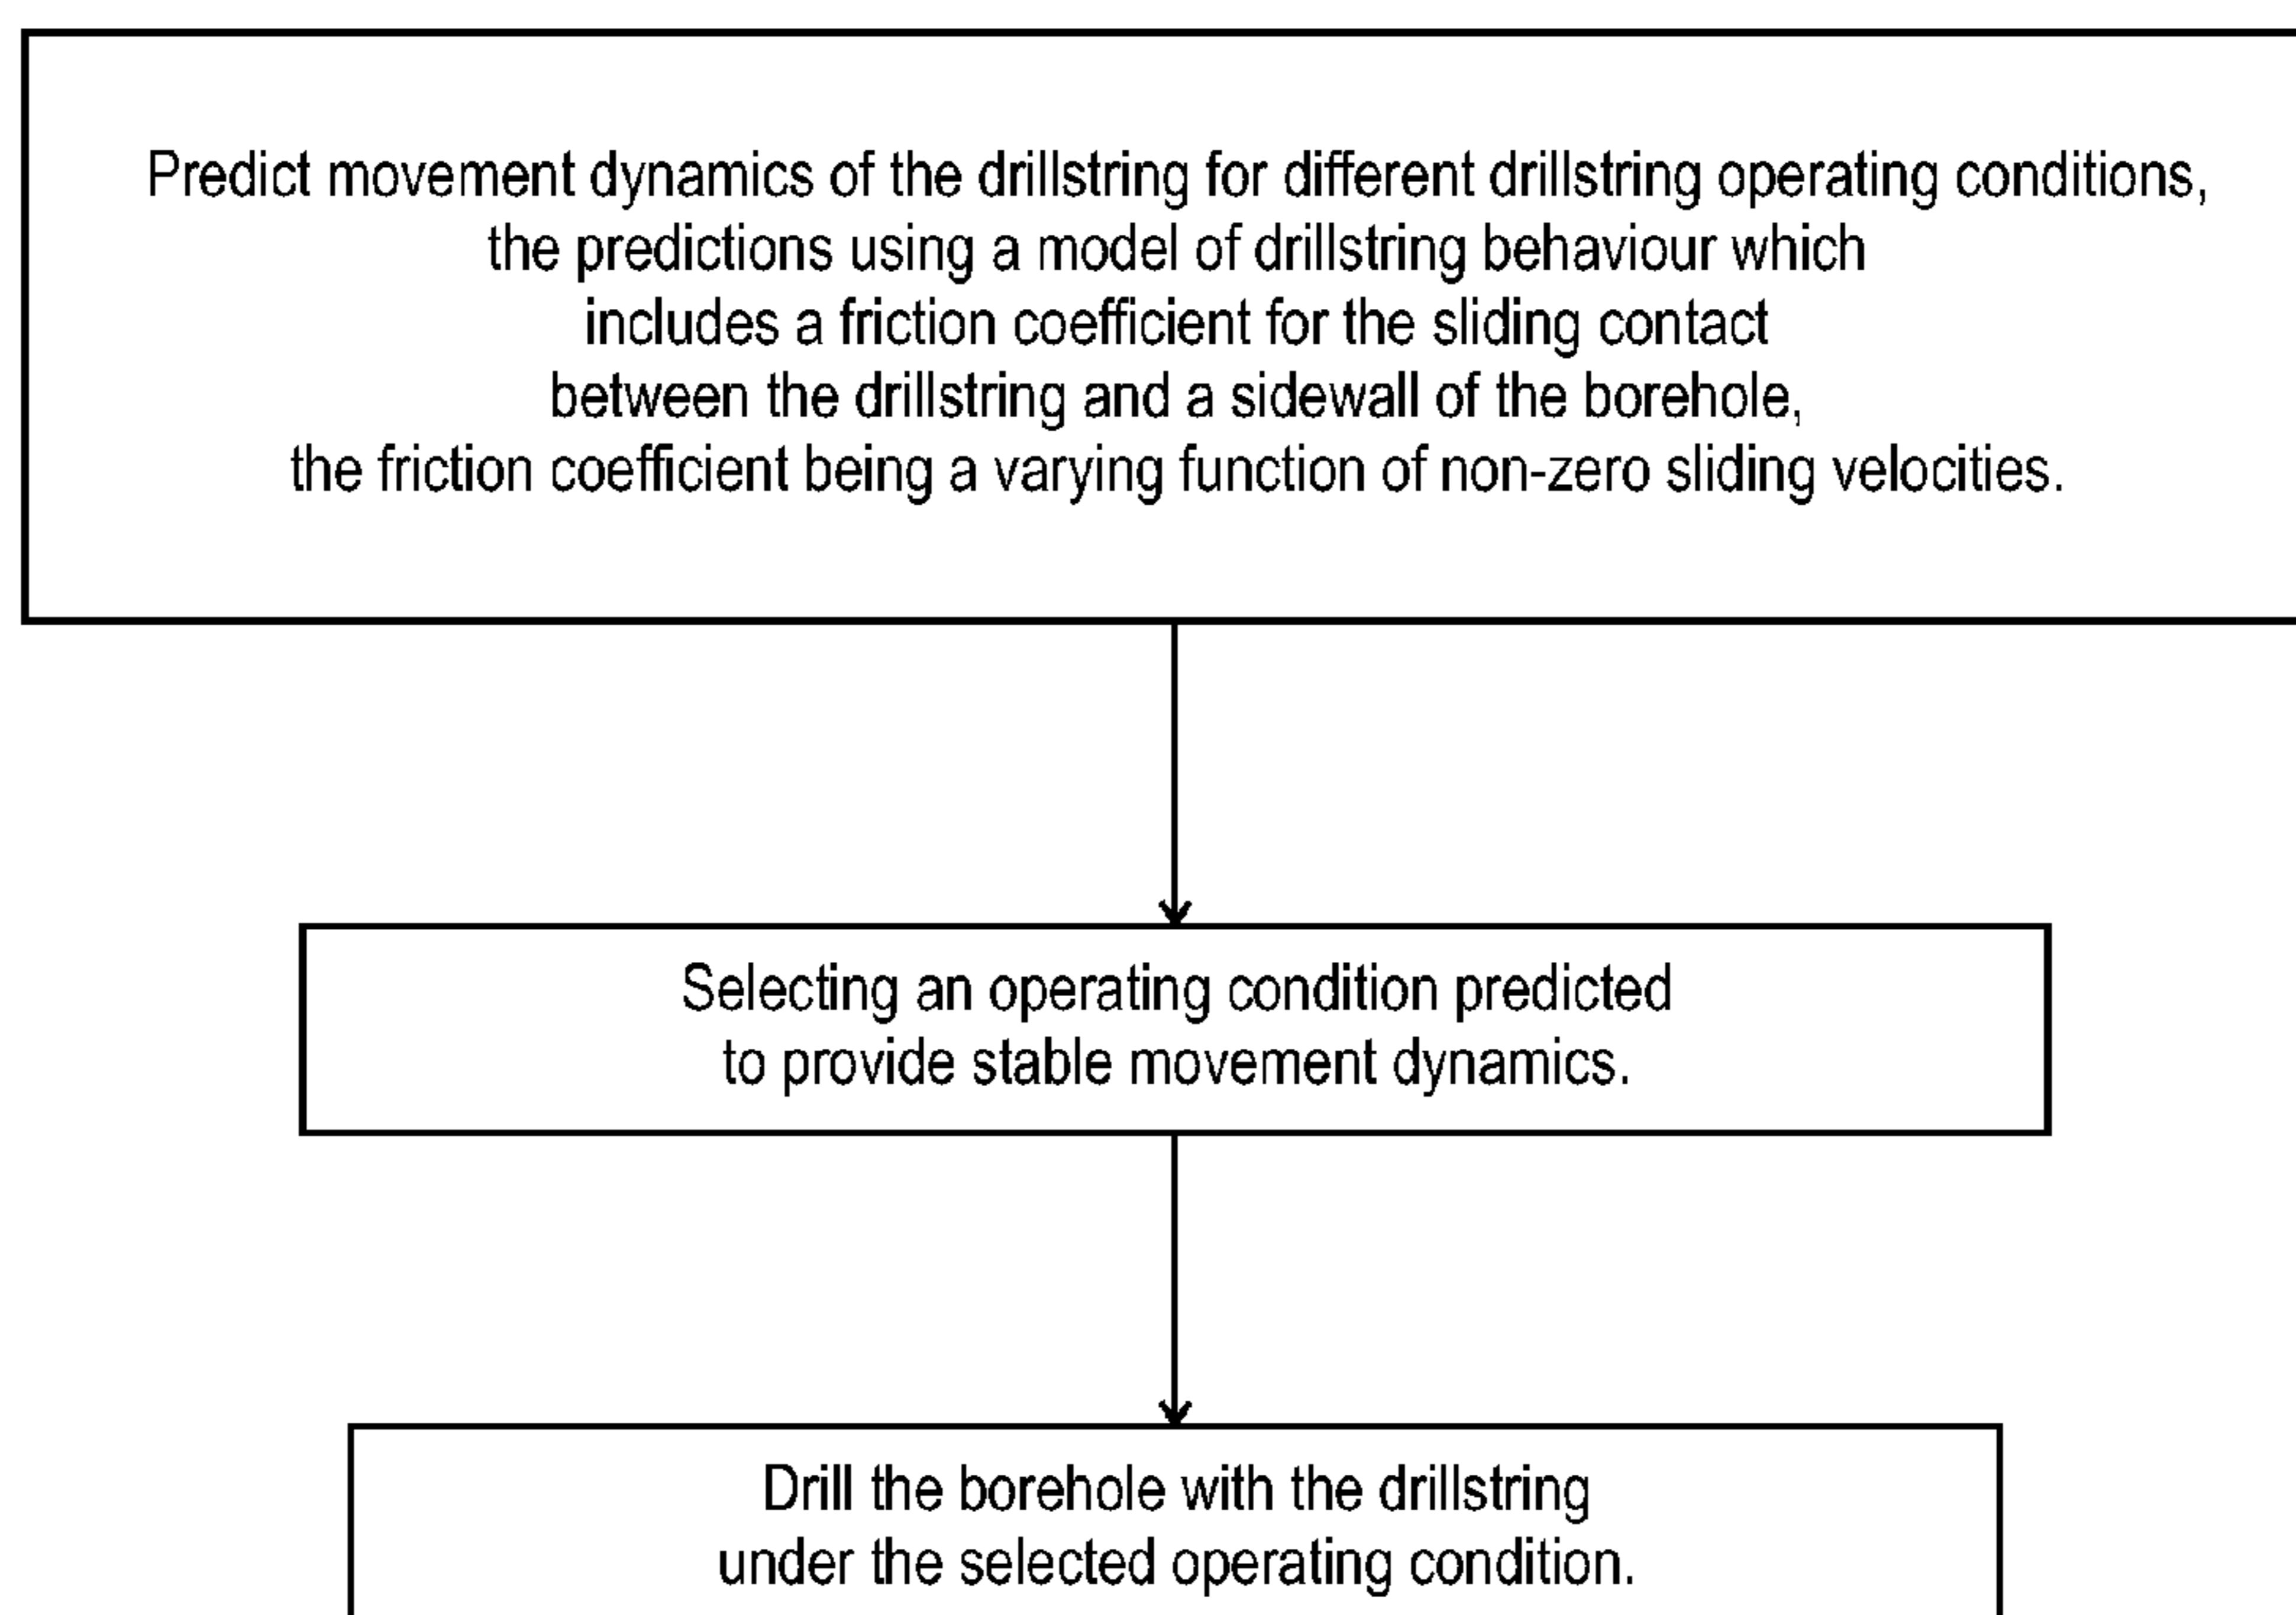 Predict movement dynamics of the drillstring for different drillstring operating conditions,
the predictions using a model of drillstring behaviour which
includes a friction coefficient for the sliding contact
between the drillstring and a sidewall of the borehole,
the friction coefficient being a varying function of non-zero sliding velocities.
Selecting an operating condition predicted
to provide stable movement dynamics.
Drill the borehole with the drillstring
under the selected operating condition.